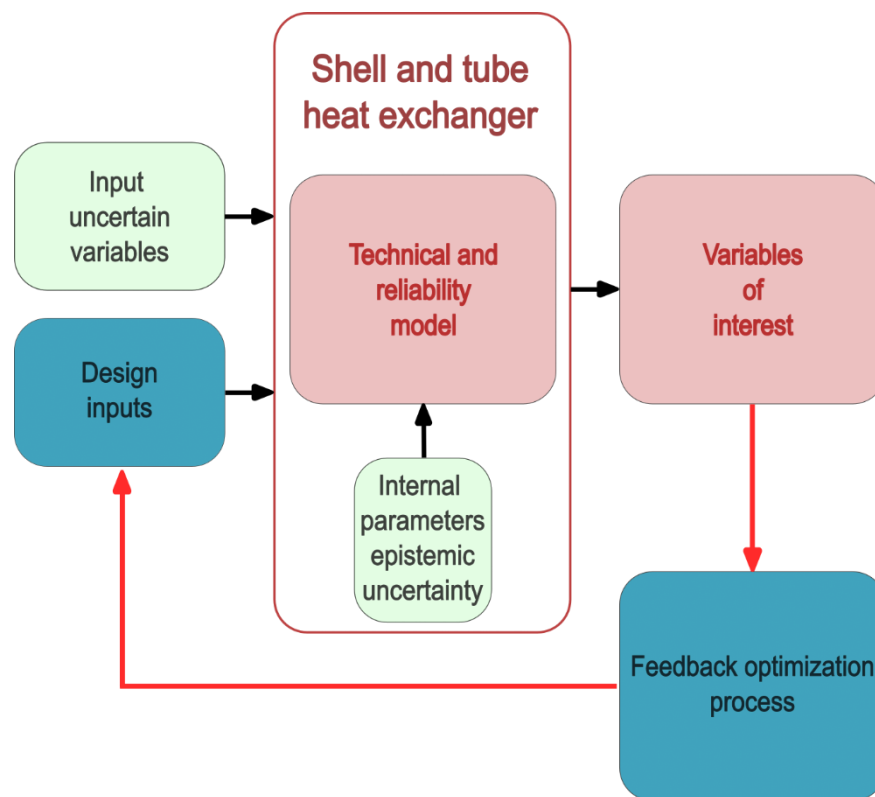 Shell and tube
heat exchanger
Input
uncertain
variables
Technical and
reliability
model
Variables
of
interest
Design
inputs
Internal
parameters
epistemic
uncertainty
Feedback optimization
process